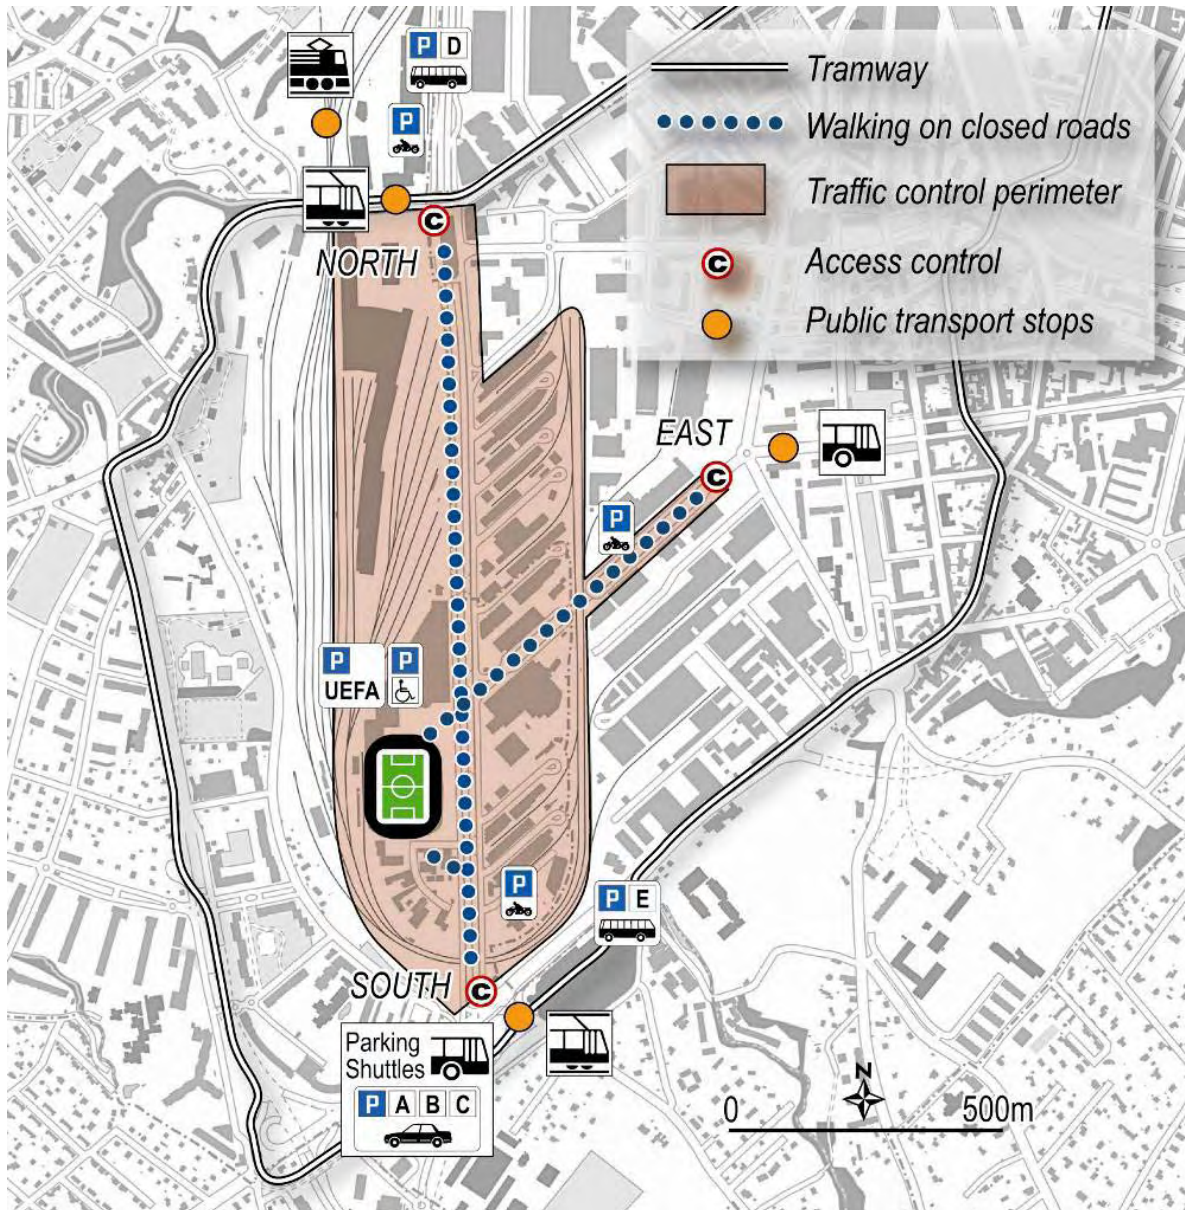 P D
P
Tramway
Walking on closed roads
Traffic control perimeter
C Access control
Public transport stops
C
NORTH
EAST
C
P
P
UEFA
P
P
P E
SOUTH
C
Parking
Shuttles
P A B C
N
0 500m